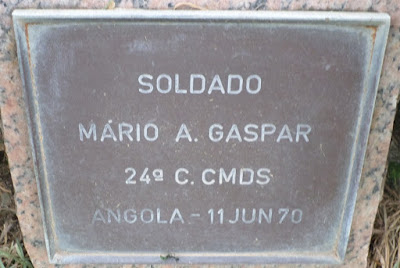 SOLDADO
MÁRIO A. GASPAR
24ª C. CMDS
ANGOLA - 11 JUN 70